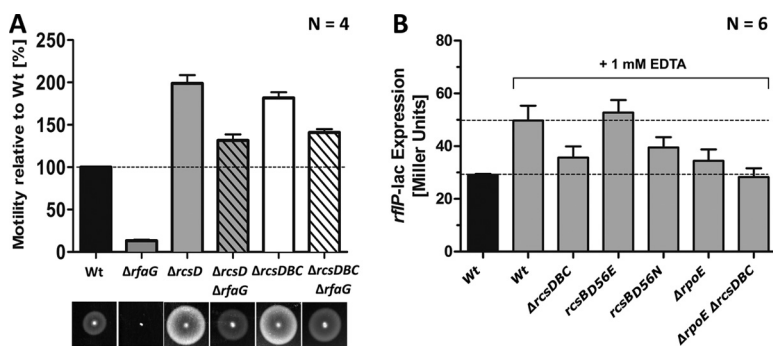 A
N = 4
Motility relative to Wt [%]
250
200
150
100
50
0
Wt
ΔrfaG
ΔrcsD
ΔrcsD ΔrfaG
ΔrcsDBC
ΔrcsDBC ΔrfaG
B
N = 6
+ 1 mM EDTA
rflP-lac Expression
[Miller Units]
80
60
40
20
0
Wt
Wt
ΔrcsDBC
rcsBD56E
rcsBD56N
ΔrpoE
ΔrpoE ΔrcsDBC